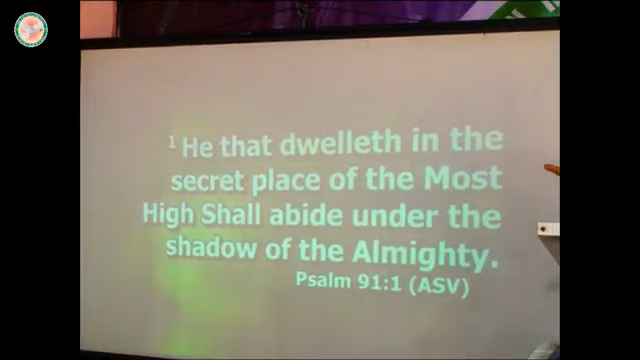 1 He that dwelleth in the
secret place of the Most
High Shall abide under the
shadow of the Almighty.
Psalm 91:1 (ASV)